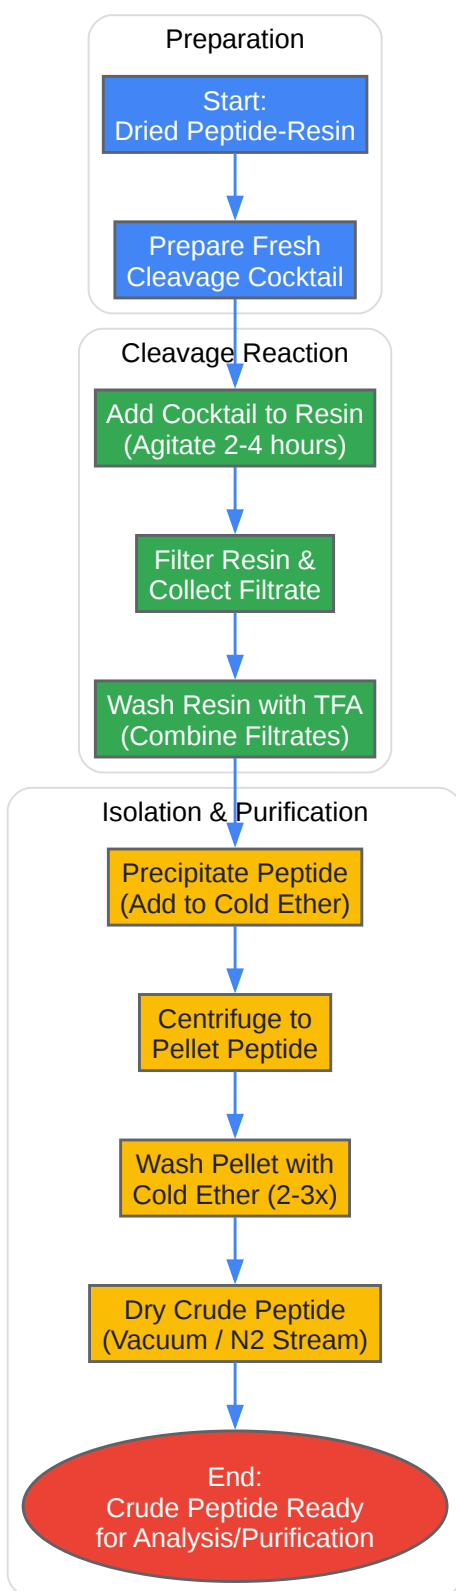 Preparation
Start:
Dried Peptide-Resin
Prepare Fresh
Cleavage Cocktail
Cleavage Reaction
Add Cocktail to Resin
(Agitate 2-4 hours)
Filter Resin &
Collect Filtrate
Wash Resin with TFA
(Combine Filtrates)
Isolation & Purification
Precipitate Peptide
(Add to Cold Ether)
Centrifuge to
Pellet Peptide
Wash Pellet with
Cold Ether (2-3x)
Dry Crude Peptide
(Vacuum / N2 Stream)
End:
Crude Peptide Ready
for Analysis/Purification